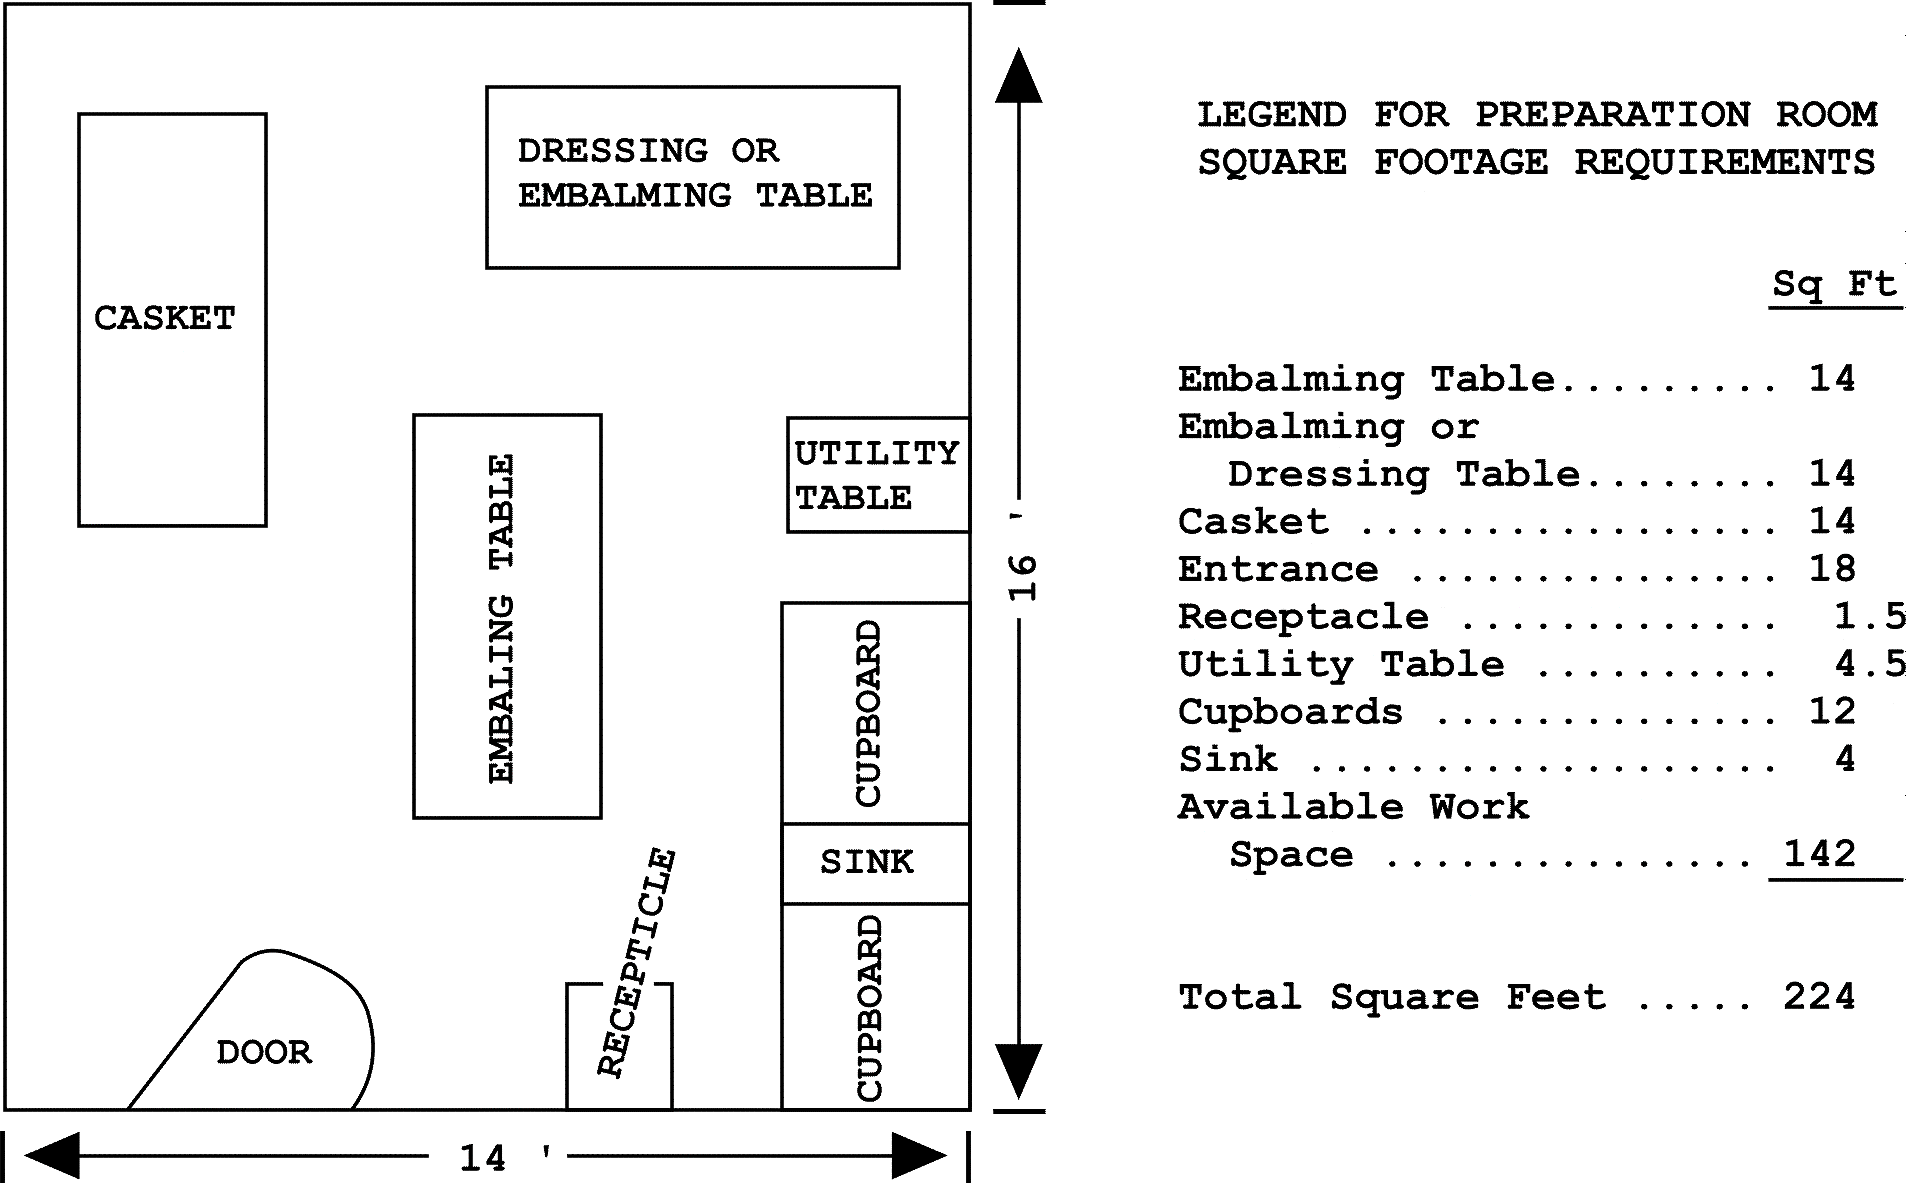 DRESSING OR
EMBALMING TABLE
CASKET
UTILITY
TABLE
EMBALING TABLE
CUPBOARD
SINK
CUPBOARD
RECEPTICLE
DOOR
16 '
14 '
LEGEND FOR PREPARATION ROOM
SQUARE FOOTAGE REQUIREMENTS
Sq Ft
Embalming Table......... 14
Embalming or
Dressing Table........ 14
Casket ................. 14
Entrance ............... 18
Receptacle ............. 1.5
Utility Table .......... 4.5
Cupboards .............. 12
Sink ................... 4
Available Work
Space ............... 142
Total Square Feet ..... 224